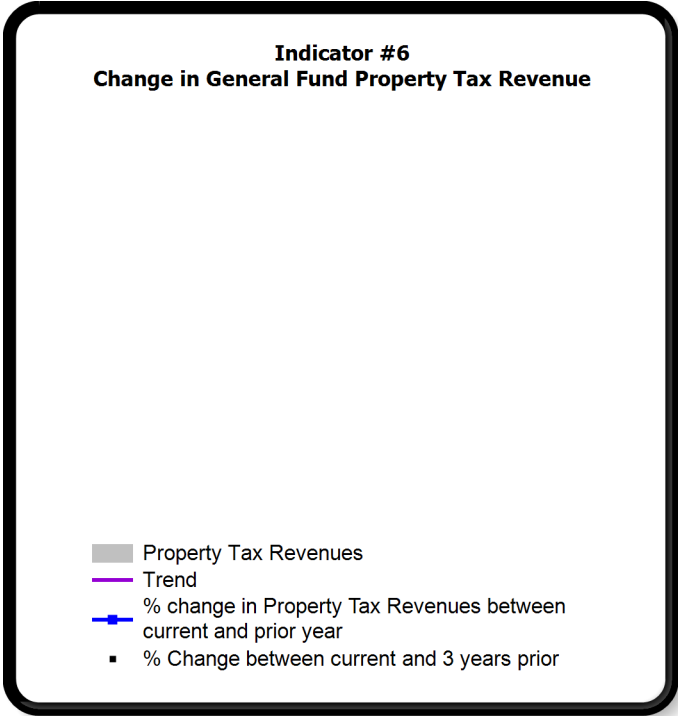 Indicator #6
Change in General Fund Property Tax Revenue
Property Tax Revenues
Trend
% change in Property Tax Revenues between
current and prior year
% Change between current and 3 years prior